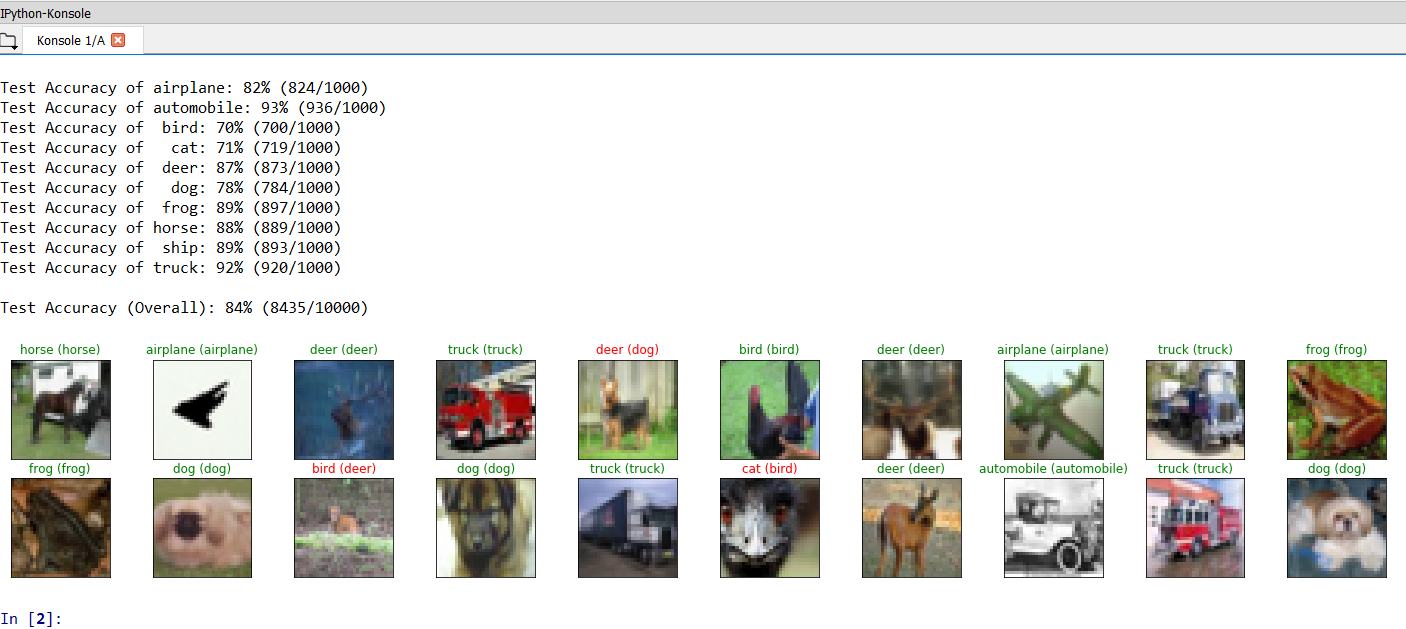 IPython-Konsole
Konsole 1/A
Test Accuracy of airplane: 82% (824/1000)
Test Accuracy of automobile: 93% (936/1000)
Test Accuracy of  bird: 70% (700/1000)
Test Accuracy of   cat: 71% (719/1000)
Test Accuracy of  deer: 87% (873/1000)
Test Accuracy of   dog: 78% (784/1000)
Test Accuracy of  frog: 89% (897/1000)
Test Accuracy of horse: 88% (889/1000)
Test Accuracy of  ship: 89% (893/1000)
Test Accuracy of truck: 92% (920/1000)
Test Accuracy (Overall): 84% (8435/10000)
horse (horse) airplane (airplane) deer (deer) truck (truck) deer (dog) bird (bird) deer (deer) airplane (airplane) truck (truck) frog (frog)
frog (frog) dog (dog) bird (deer) dog (dog) truck (truck) cat (bird) deer (deer) automobile (automobile) truck (truck) dog (dog)
In [2]: